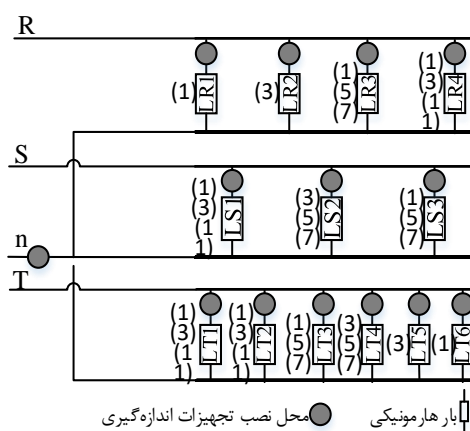 R
(1) LR1 (3) LR2 (1) (5) (7) LR3 (1) (3) (1 1) LR4
S
(1) (3) (1 1) LS1 (3) (5) (7) LS2 (1) (5) (7) LS3
n
T
(1) (3) (1 1) LT1 (1) (3) (1 1) LT2 (1) (5) (7) LT3 (3) (5) (7) LT4 (3) LT5 (1) LT6
بار هارمونیکی محل نصب تجهیزات اندازه‌گیری